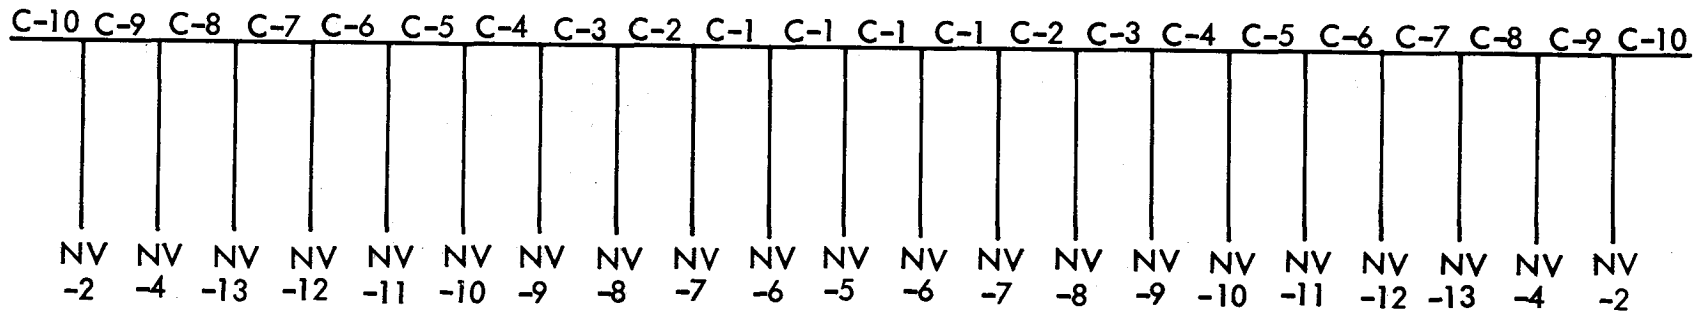 C-10 C-9 C-8 C-7 C-6 C-5 C-4 C-3 C-2 C-1 C-1 C-1 C-1 C-2 C-3 C-4 C-5 C-6 C-7 C-8 C-9 C-10
NV NV NV NV NV NV NV NV NV NV NV NV NV NV NV NV NV NV NV NV NV
-2 -4 -13 -12 -11 -10 -9 -8 -7 -6 -5 -6 -7 -8 -9 -10 -11 -12 -13 -4 -2